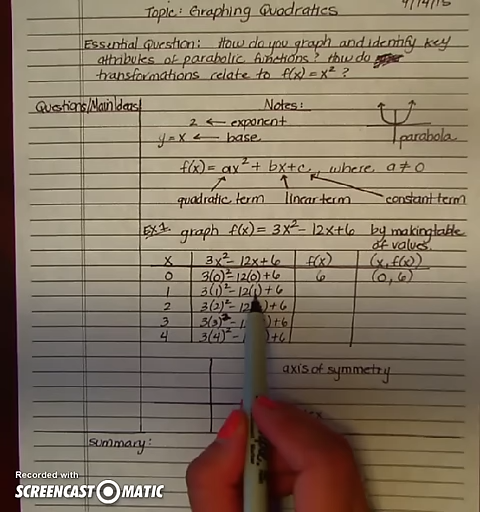 4/14/15
Topic: Graphing Quadratics
Essential Question: How do you graph and identify key
attributes of parabolic functions? How do
transformations relate to f(x) = x² ?
Questions/Main Ideas
Notes:
2 ← exponent
y = x ← base
parabola
f(x) = ax² + bx + c, where a ≠ 0
quadratic term linear term constant term
Ex 1. graph f(x) = 3x² - 12x + 6 by making table
of values.
x 3x² - 12x + 6 f(x) (x, f(x))
0 3(0)² - 12(0) + 6 6 (0, 6)
1 3(1)² - 12(1) + 6
2 3(2)² - 12 + 6
3 3(3)² - 1 + 6
4 3(4)² - 1 + 6
axis of symmetry
summary:
Recorded with
SCREENCAST O MATIC